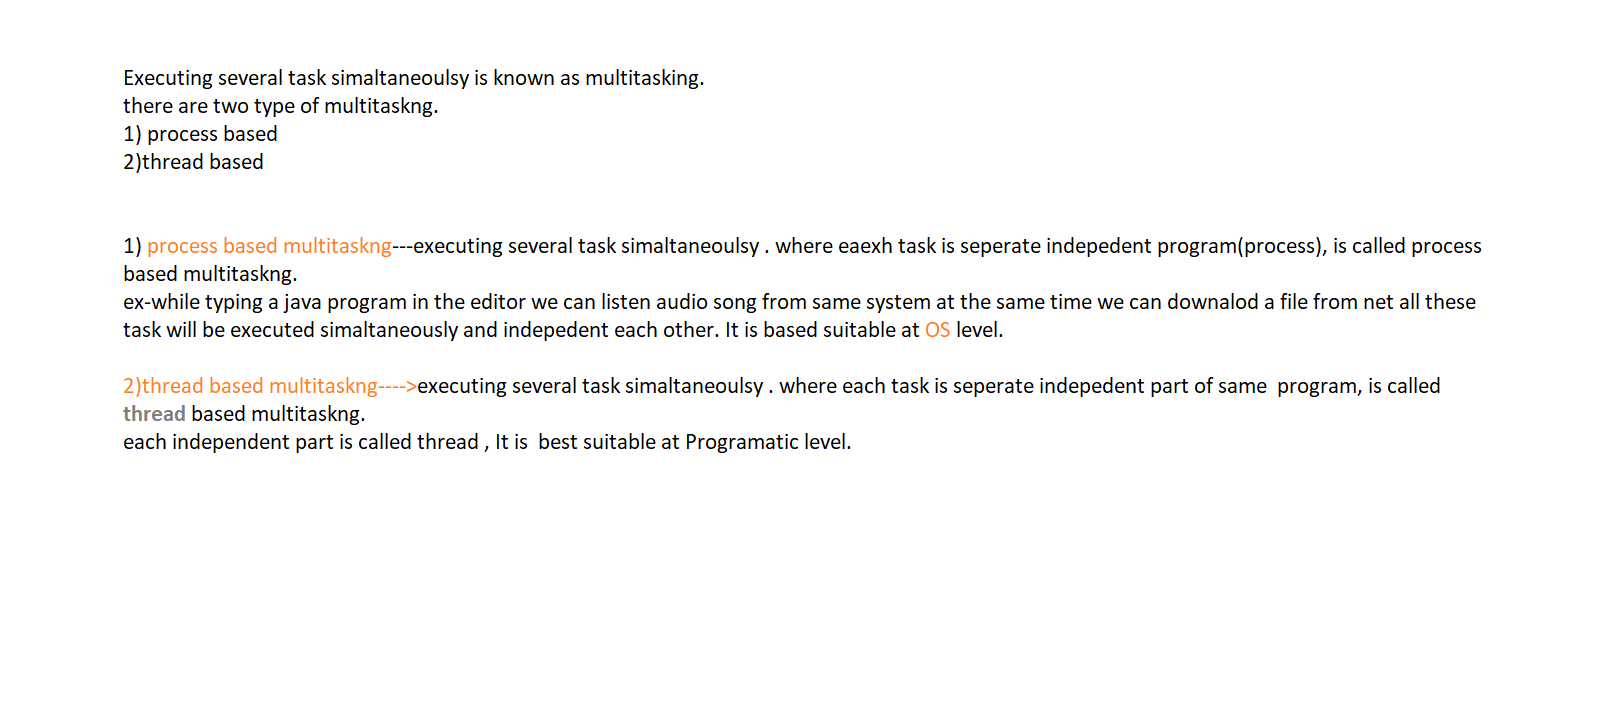 Executing several task simaltaneoulsy is known as multitasking.
there are two type of multitaskng.
1) process based
2)thread based
1) process based multitaskng---executing several task simaltaneoulsy . where eaexh task is seperate indepedent program(process), is called process
based multitaskng.
ex-while typing a java program in the editor we can listen audio song from same system at the same time we can downalod a file from net all these
task will be executed simaltaneously and indepedent each other. It is based suitable at OS level.
2)thread based multitaskng---->executing several task simaltaneoulsy . where each task is seperate indepedent part of same  program, is called
thread based multitaskng.
each independent part is called thread , It is  best suitable at Programatic level.